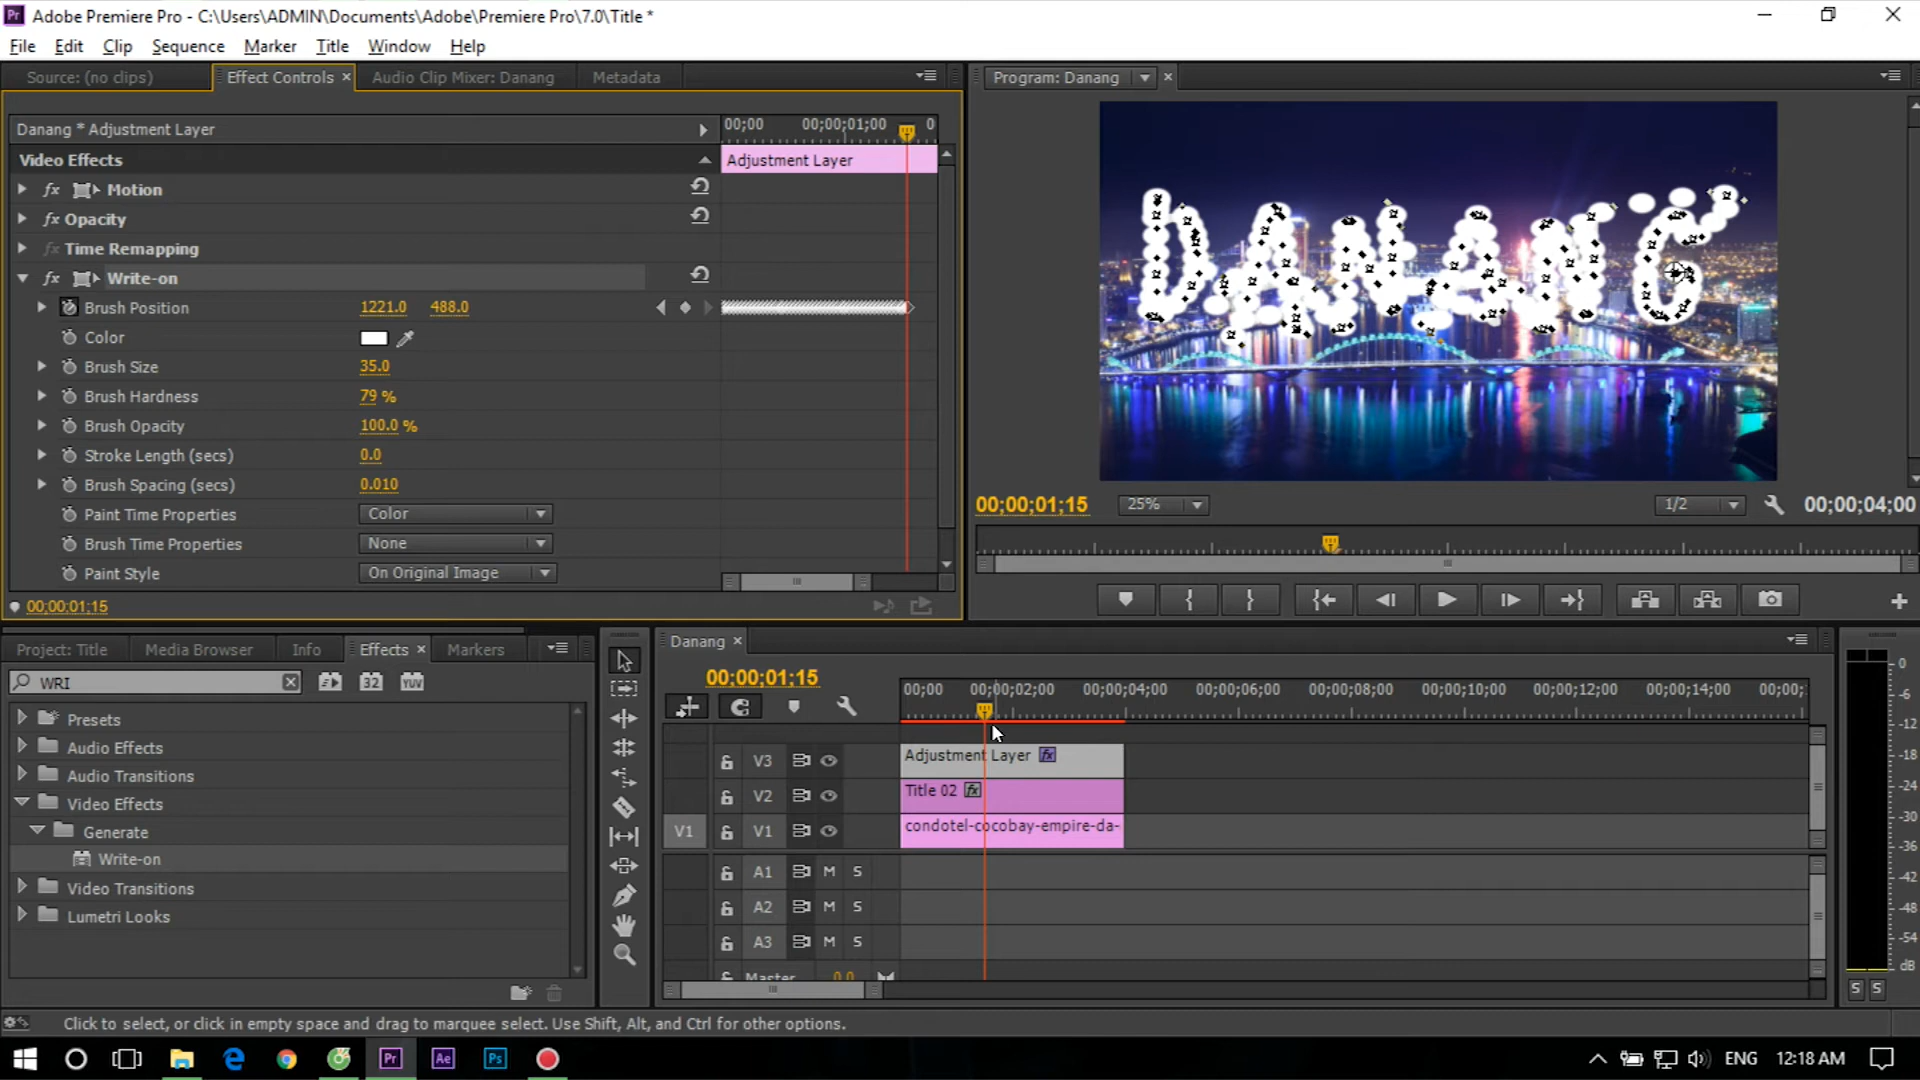 Pr Adobe Premiere Pro - C:\Users\ADMIN\Documents\Adobe\Premiere Pro\7.0\Title *
File Edit Clip Sequence Marker Title Window Help
Source: (no clips) Effect Controls × Audio Clip Mixer: Danang Metadata
Program: Danang ×
Danang * Adjustment Layer
00;00 00;00;01;00 0
Video Effects
Adjustment Layer
fx Motion
fx Opacity
fx Time Remapping
fx Write-on
Brush Position 1221.0 488.0
Color
Brush Size 35.0
Brush Hardness 79 %
Brush Opacity 100.0 %
Stroke Length (secs) 0.0
Brush Spacing (secs) 0.010
Paint Time Properties Color
Brush Time Properties None
Paint Style On Original Image
00;00;01;15
DANANG
00;00;01;15 25% 1/2 00;00;04;00
Project: Title Media Browser Info Effects × Markers
WRI 32 YUV
Presets
Audio Effects
Audio Transitions
Video Effects
Generate
Write-on
Video Transitions
Lumetri Looks
Danang ×
00;00;01;15
00;00 00;00;02;00 00;00;04;00 00;00;06;00 00;00;08;00 00;00;10;00 00;00;12;00 00;00;14;00 00;00;
V3 Adjustment Layer fx
V2 Title 02 fx
V1 V1 condotel-cocobay-empire-da-
A1 M S
A2 M S
A3 M S
Master 0.0
0
-6
-12
-18
-24
-30
-36
-42
-48
-54
dB
S S
Click to select, or click in empty space and drag to marquee select. Use Shift, Alt, and Ctrl for other options.
Pr Ae Ps
ENG 12:18 AM